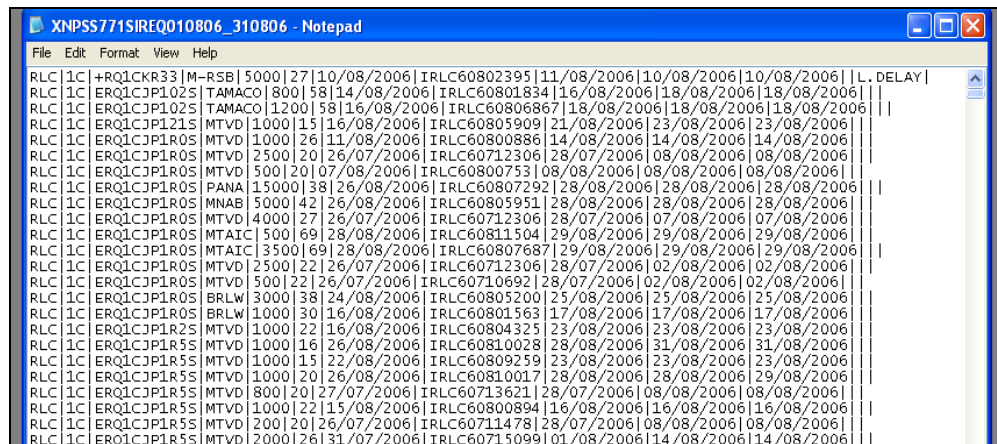 XNPSS771SIREQ010806_310806 - Notepad
File Edit Format View Help
RLC|1C|+RQ1CKR33|M-RSB|5000|27|10/08/2006|IRLC60802395|11/08/2006|10/08/2006|10/08/2006||L.DELAY|
RLC|1C|ERQ1CJP102S|TAMACO|800|58|14/08/2006|IRLC60801834|16/08/2006|18/08/2006|18/08/2006|||
RLC|1C|ERQ1CJP102S|TAMACO|1200|58|16/08/2006|IRLC60806867|18/08/2006|18/08/2006|18/08/2006|||
RLC|1C|ERQ1CJP121S|MTVD|1000|15|16/08/2006|IRLC60805909|21/08/2006|23/08/2006|23/08/2006|||
RLC|1C|ERQ1CJP1R0S|MTVD|1000|26|11/08/2006|IRLC60800886|14/08/2006|14/08/2006|14/08/2006|||
RLC|1C|ERQ1CJP1R0S|MTVD|2500|20|26/07/2006|IRLC60712306|28/07/2006|08/08/2006|08/08/2006|||
RLC|1C|ERQ1CJP1R0S|MTVD|500|20|07/08/2006|IRLC60800753|08/08/2006|08/08/2006|08/08/2006|||
RLC|1C|ERQ1CJP1R0S|PANA|15000|38|26/08/2006|IRLC60807292|28/08/2006|28/08/2006|28/08/2006|||
RLC|1C|ERQ1CJP1R0S|MNAB|5000|42|26/08/2006|IRLC60805951|28/08/2006|28/08/2006|28/08/2006|||
RLC|1C|ERQ1CJP1R0S|MTVD|4000|27|26/07/2006|IRLC60712306|28/07/2006|07/08/2006|07/08/2006|||
RLC|1C|ERQ1CJP1R0S|MTAIC|500|69|28/08/2006|IRLC60811504|29/08/2006|29/08/2006|29/08/2006|||
RLC|1C|ERQ1CJP1R0S|MTAIC|3500|69|28/08/2006|IRLC60807687|29/08/2006|29/08/2006|29/08/2006|||
RLC|1C|ERQ1CJP1R0S|MTVD|2500|22|26/07/2006|IRLC60712306|28/07/2006|02/08/2006|02/08/2006|||
RLC|1C|ERQ1CJP1R0S|MTVD|500|22|26/07/2006|IRLC60710692|28/07/2006|02/08/2006|02/08/2006|||
RLC|1C|ERQ1CJP1R0S|BRLW|3000|38|24/08/2006|IRLC60805200|25/08/2006|25/08/2006|25/08/2006|||
RLC|1C|ERQ1CJP1R0S|BRLW|1000|30|16/08/2006|IRLC60801563|17/08/2006|17/08/2006|17/08/2006|||
RLC|1C|ERQ1CJP1R2S|MTVD|1000|22|16/08/2006|IRLC60804325|23/08/2006|23/08/2006|23/08/2006|||
RLC|1C|ERQ1CJP1R5S|MTVD|1000|16|26/08/2006|IRLC60810028|28/08/2006|31/08/2006|31/08/2006|||
RLC|1C|ERQ1CJP1R5S|MTVD|1000|15|22/08/2006|IRLC60809259|23/08/2006|23/08/2006|23/08/2006|||
RLC|1C|ERQ1CJP1R5S|MTVD|1000|20|26/08/2006|IRLC60810017|28/08/2006|28/08/2006|29/08/2006|||
RLC|1C|ERQ1CJP1R5S|MTVD|800|20|27/07/2006|IRLC60713621|28/07/2006|08/08/2006|08/08/2006|||
RLC|1C|ERQ1CJP1R5S|MTVD|1000|22|15/08/2006|IRLC60800894|16/08/2006|16/08/2006|16/08/2006|||
RLC|1C|ERQ1CJP1R5S|MTVD|200|20|26/07/2006|IRLC60711478|28/07/2006|08/08/2006|08/08/2006|||
RLC|1C|ERQ1CJP1R5S|MTVD|2000|26|31/07/2006|IRLC60715099|01/08/2006|14/08/2006|14/08/2006|||